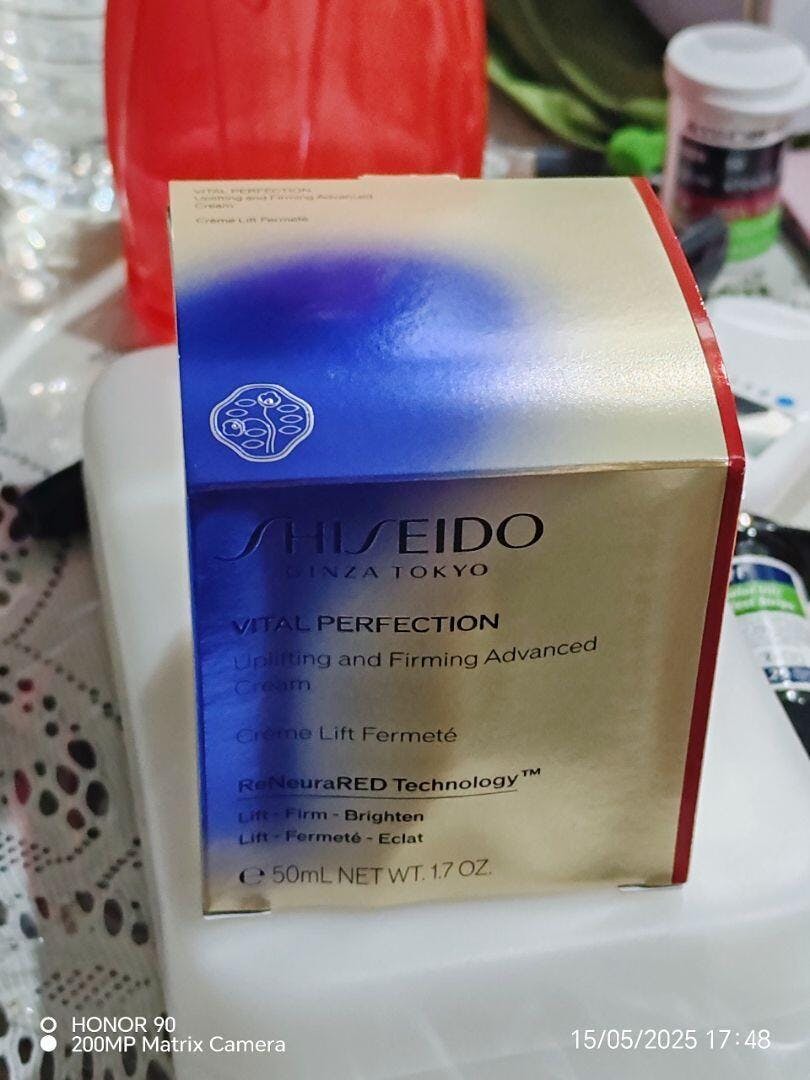 VITAL PERFECTION
Uplifting and Firming Advanced
Cream
Crème Lift Fermeté
SHISEIDO
GINZA TOKYO
VITAL PERFECTION
Uplifting and Firming Advanced
Cream
Crème Lift Fermeté
ReNeuraRED Technology™
Lift - Firm - Brighten
Lift - Fermeté - Eclat
℮ 50mL NET WT. 1.7 OZ.
HONOR 90
200MP Matrix Camera
15/05/2025 17:48